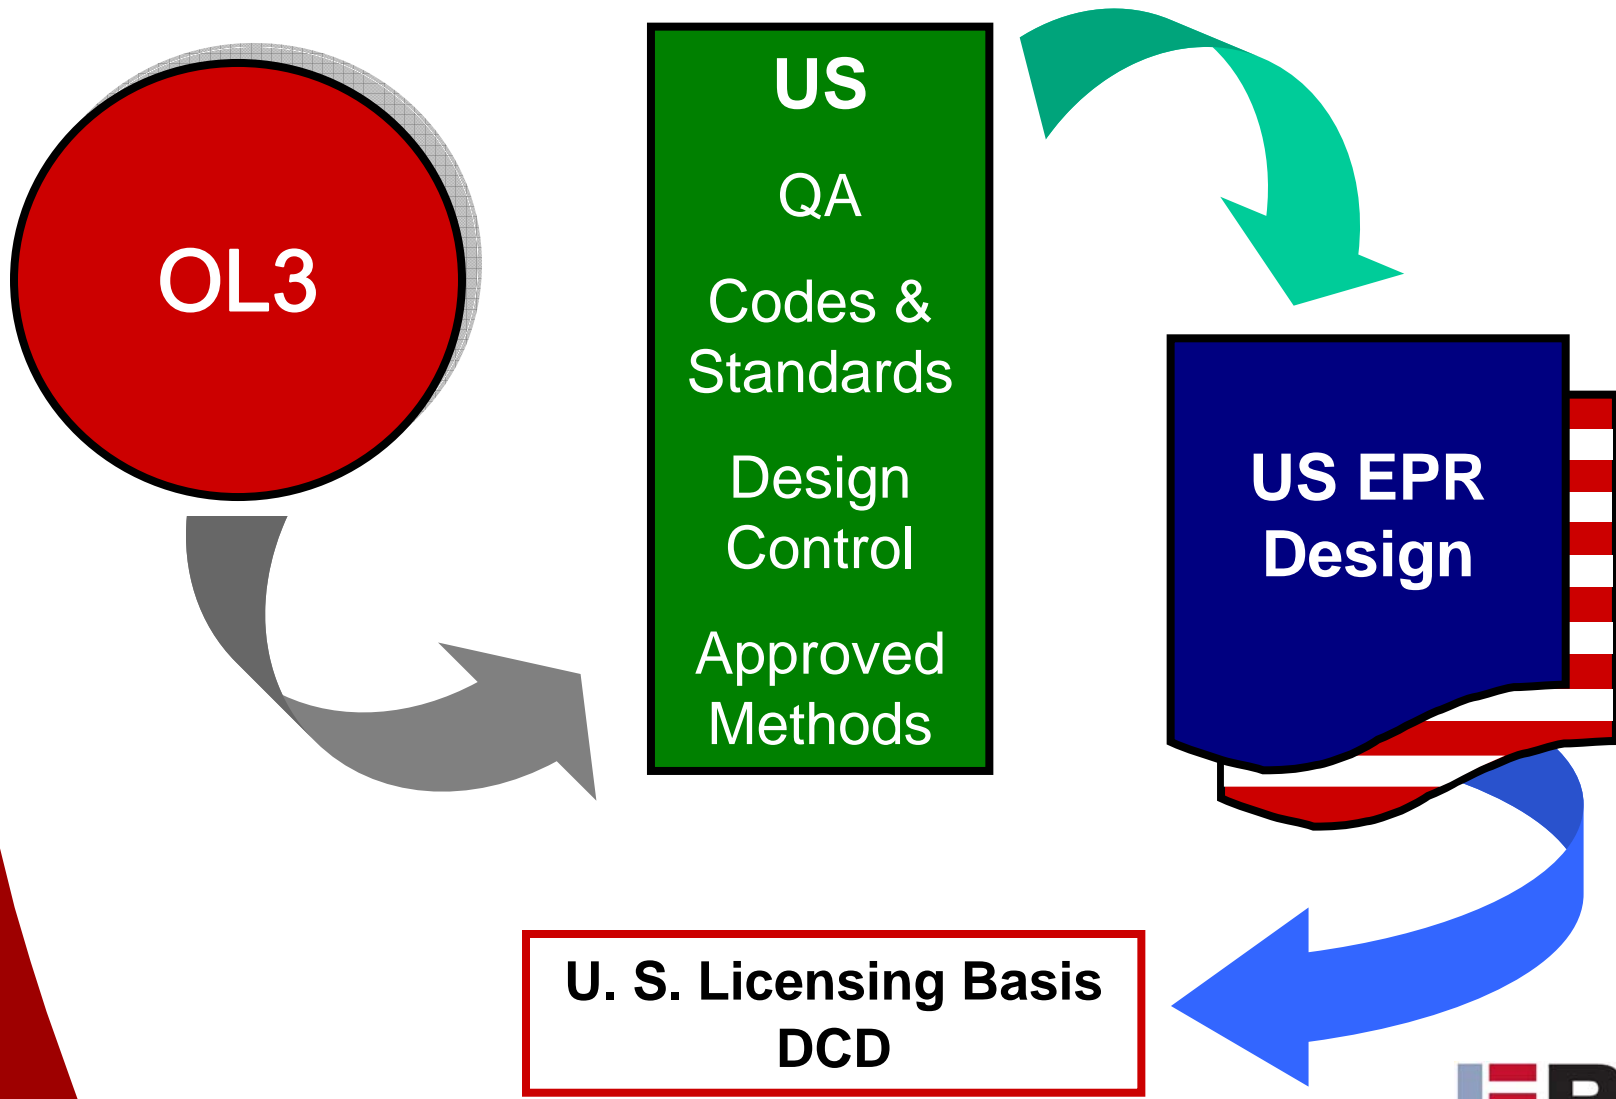 OL3
US
QA
Codes &
Standards
Design
Control
Approved
Methods
US EPR
Design
U. S. Licensing Basis
DCD